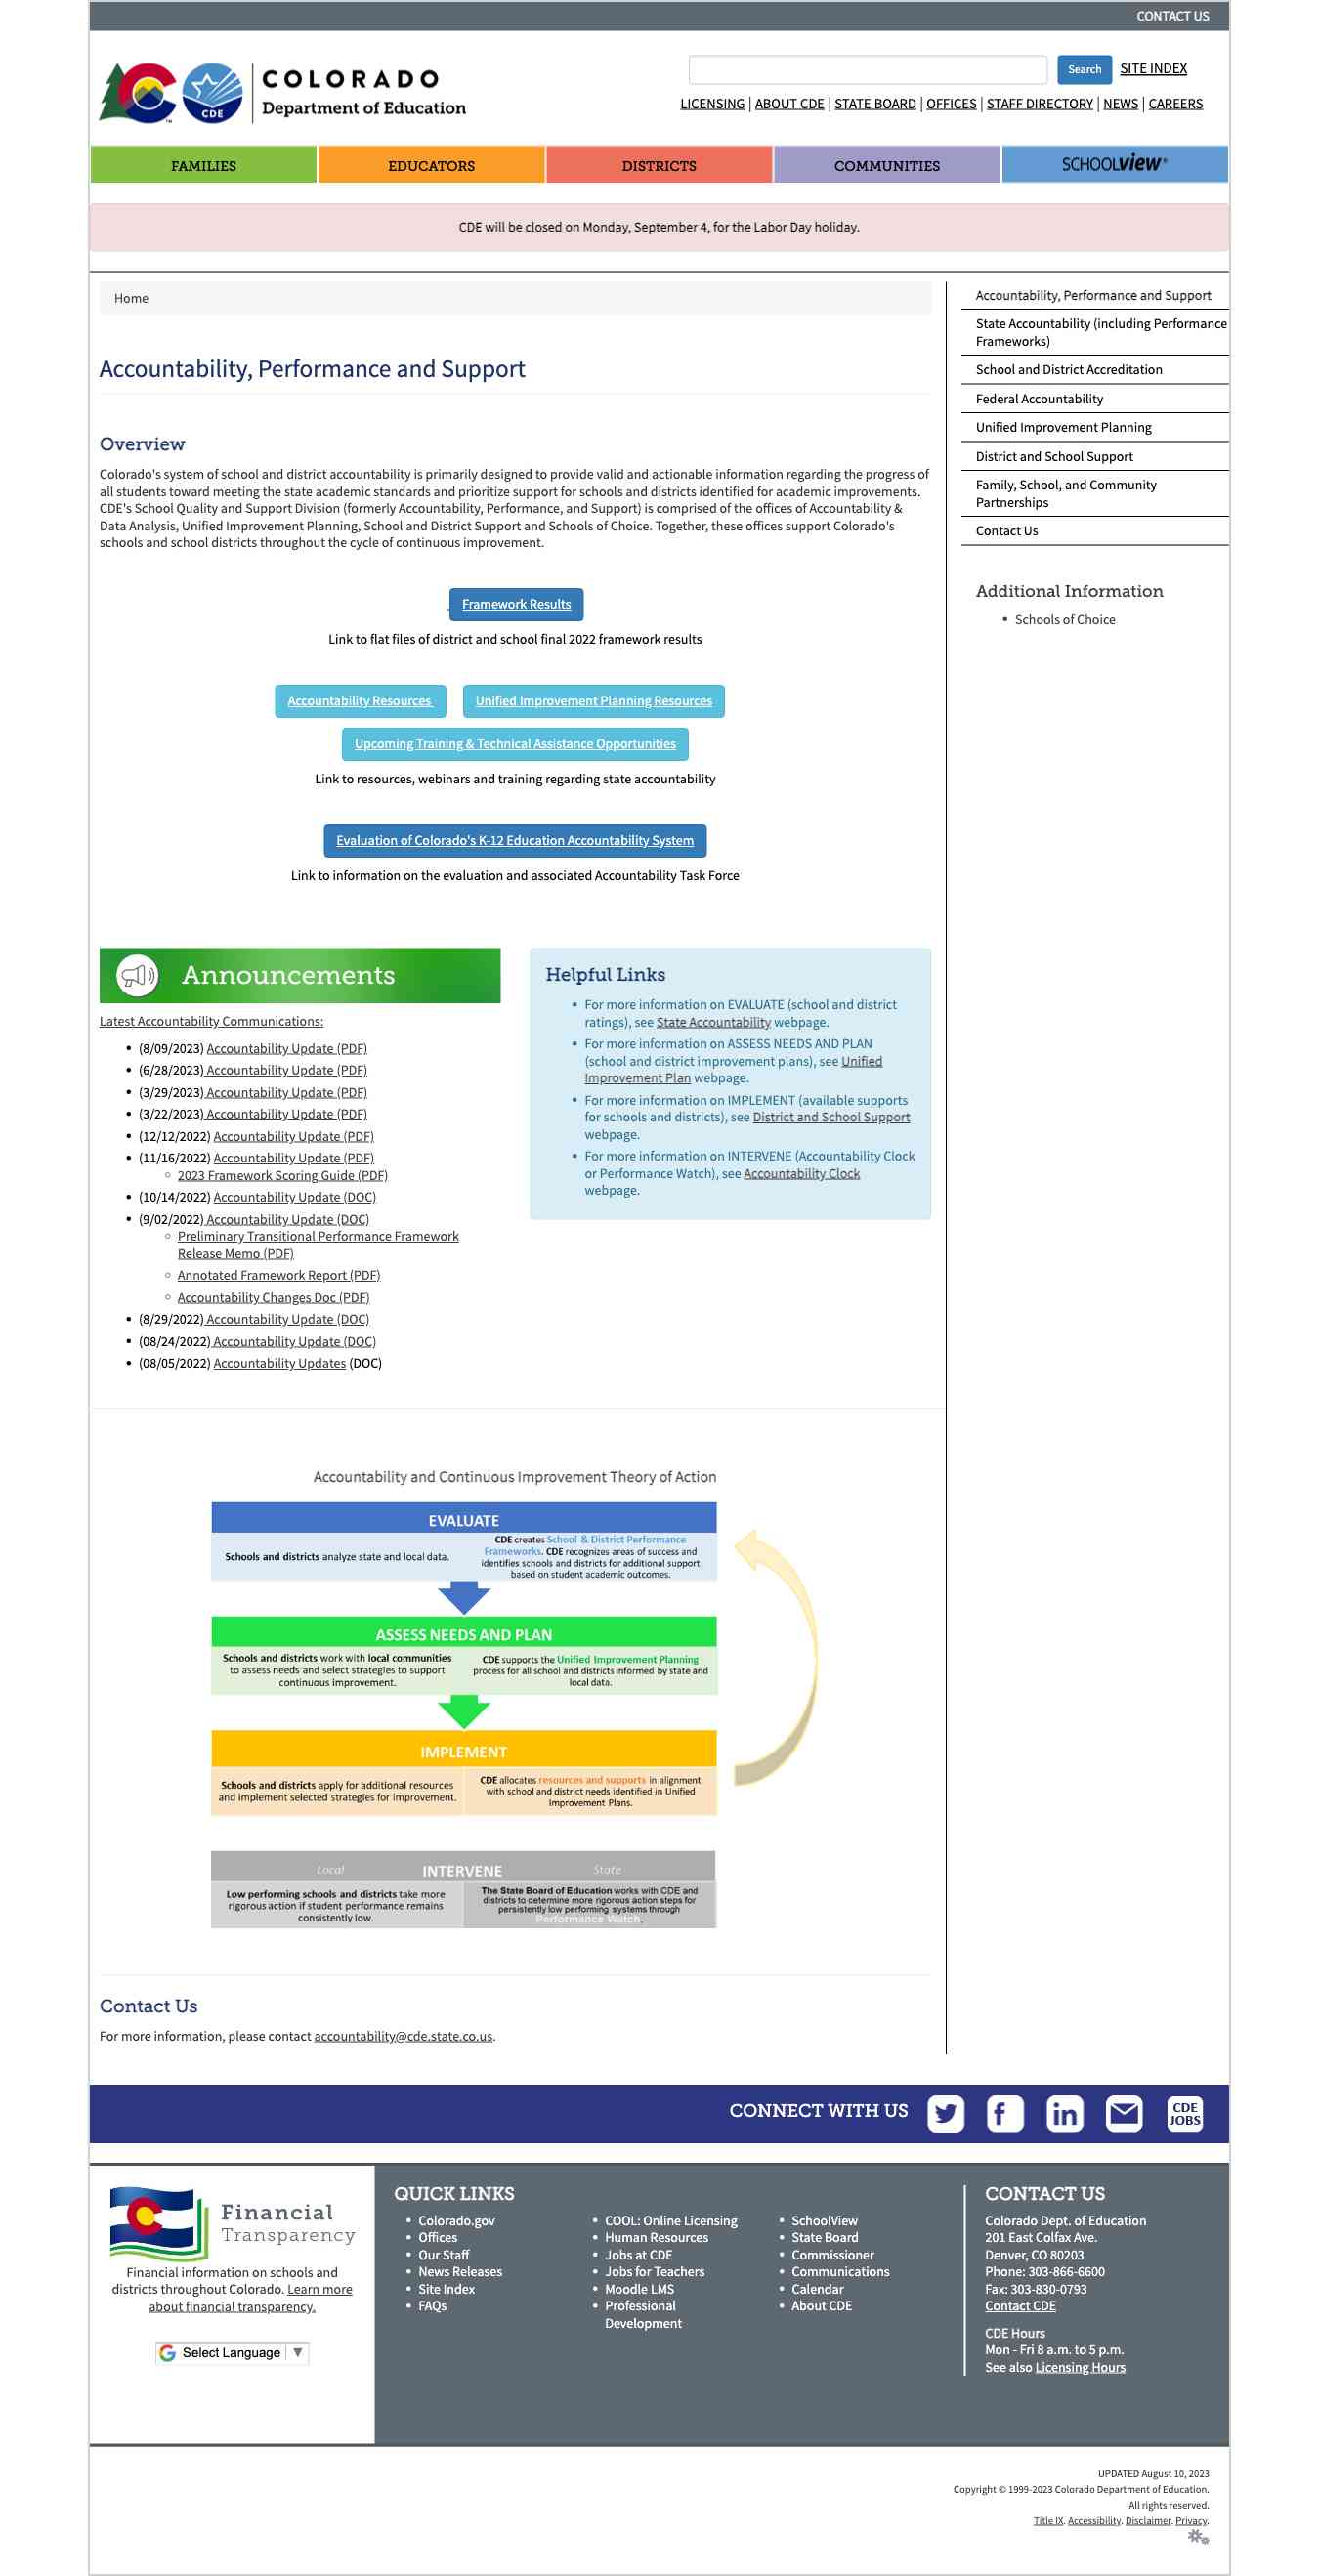 CONTACT US
COLORADO
Department of Education
CDE
TM
Search
SITE INDEX
LICENSING | ABOUT CDE | STATE BOARD | OFFICES | STAFF DIRECTORY | NEWS | CAREERS
FAMILIES
EDUCATORS
DISTRICTS
COMMUNITIES
SCHOOLVIEW®
CDE will be closed on Monday, September 4, for the Labor Day holiday.
Home
Accountability, Performance and Support
Overview
Colorado's system of school and district accountability is primarily designed to provide valid and actionable information regarding the progress of
all students toward meeting the state academic standards and prioritize support for schools and districts identified for academic improvements.
CDE's School Quality and Support Division (formerly Accountability, Performance, and Support) is comprised of the offices of Accountability &
Data Analysis, Unified Improvement Planning, School and District Support and Schools of Choice. Together, these offices support Colorado's
schools and school districts throughout the cycle of continuous improvement.
Framework Results
Link to flat files of district and school final 2022 framework results
Accountability Resources
Unified Improvement Planning Resources
Upcoming Training & Technical Assistance Opportunities
Link to resources, webinars and training regarding state accountability
Evaluation of Colorado's K-12 Education Accountability System
Link to information on the evaluation and associated Accountability Task Force
Announcements
Latest Accountability Communications:
• (8/09/2023) Accountability Update (PDF)
• (6/28/2023) Accountability Update (PDF)
• (3/29/2023) Accountability Update (PDF)
• (3/22/2023) Accountability Update (PDF)
• (12/12/2022) Accountability Update (PDF)
• (11/16/2022) Accountability Update (PDF)
◦ 2023 Framework Scoring Guide (PDF)
• (10/14/2022) Accountability Update (DOC)
• (9/02/2022) Accountability Update (DOC)
◦ Preliminary Transitional Performance Framework
Release Memo (PDF)
◦ Annotated Framework Report (PDF)
◦ Accountability Changes Doc (PDF)
• (8/29/2022) Accountability Update (DOC)
• (08/24/2022) Accountability Update (DOC)
• (08/05/2022) Accountability Updates (DOC)
Helpful Links
• For more information on EVALUATE (school and district
ratings), see State Accountability webpage.
• For more information on ASSESS NEEDS AND PLAN
(school and district improvement plans), see Unified
Improvement Plan webpage.
• For more information on IMPLEMENT (available supports
for schools and districts), see District and School Support
webpage.
• For more information on INTERVENE (Accountability Clock
or Performance Watch), see Accountability Clock
webpage.
Accountability and Continuous Improvement Theory of Action
EVALUATE
Schools and districts analyze state and local data.
CDE creates School & District Performance
Frameworks. CDE recognizes areas of success and
identifies schools and districts for additional support
based on student academic outcomes.
ASSESS NEEDS AND PLAN
Schools and districts work with local communities
to assess needs and select strategies to support
continuous improvement.
CDE supports the Unified Improvement Planning
process for all school and districts informed by state and
local data.
IMPLEMENT
Schools and districts apply for additional resources
and implement selected strategies for improvement.
CDE allocates resources and supports in alignment
with school and district needs identified in Unified
Improvement Plans.
Local
INTERVENE
State
Low performing schools and districts take more
rigorous action if student performance remains
consistently low.
The State Board of Education works with CDE and
districts to determine more rigorous action steps for
persistently low performing systems through
Performance Watch.
Contact Us
For more information, please contact accountability@cde.state.co.us.
Accountability, Performance and Support
State Accountability (including Performance
Frameworks)
School and District Accreditation
Federal Accountability
Unified Improvement Planning
District and School Support
Family, School, and Community
Partnerships
Contact Us
Additional Information
• Schools of Choice
CONNECT WITH US
CDE
JOBS
Financial
Transparency
Financial information on schools and
districts throughout Colorado. Learn more
about financial transparency.
Select Language ▼
QUICK LINKS
• Colorado.gov
• Offices
• Our Staff
• News Releases
• Site Index
• FAQs
• COOL: Online Licensing
• Human Resources
• Jobs at CDE
• Jobs for Teachers
• Moodle LMS
• Professional
Development
• SchoolView
• State Board
• Commissioner
• Communications
• Calendar
• About CDE
CONTACT US
Colorado Dept. of Education
201 East Colfax Ave.
Denver, CO 80203
Phone: 303-866-6600
Fax: 303-830-0793
Contact CDE
CDE Hours
Mon - Fri 8 a.m. to 5 p.m.
See also Licensing Hours
UPDATED August 10, 2023
Copyright © 1999-2023 Colorado Department of Education.
All rights reserved.
Title IX. Accessibility. Disclaimer. Privacy.